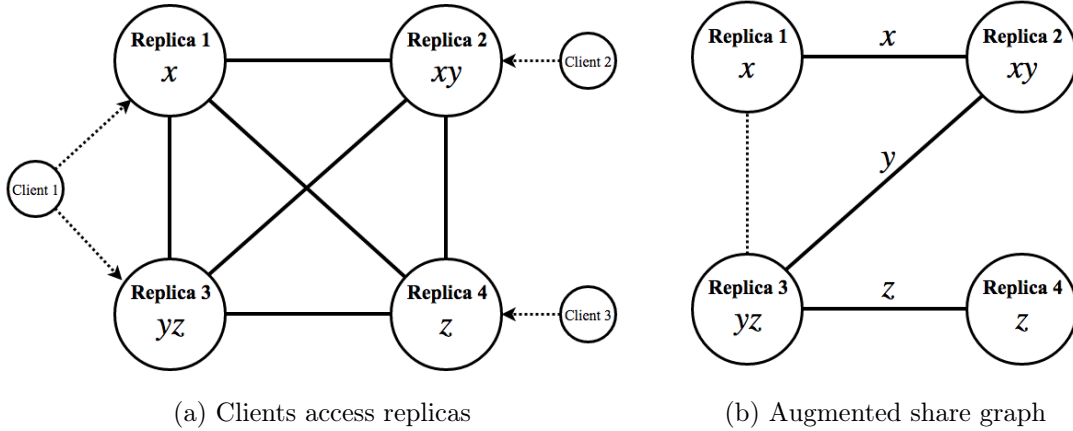 Replica 1
x
Replica 2
xy
Client 2
Client 1
Replica 3
yz
Replica 4
z
Client 3
(a) Clients access replicas
Replica 1
x
x
Replica 2
xy
y
Replica 3
yz
z
Replica 4
z
(b) Augmented share graph